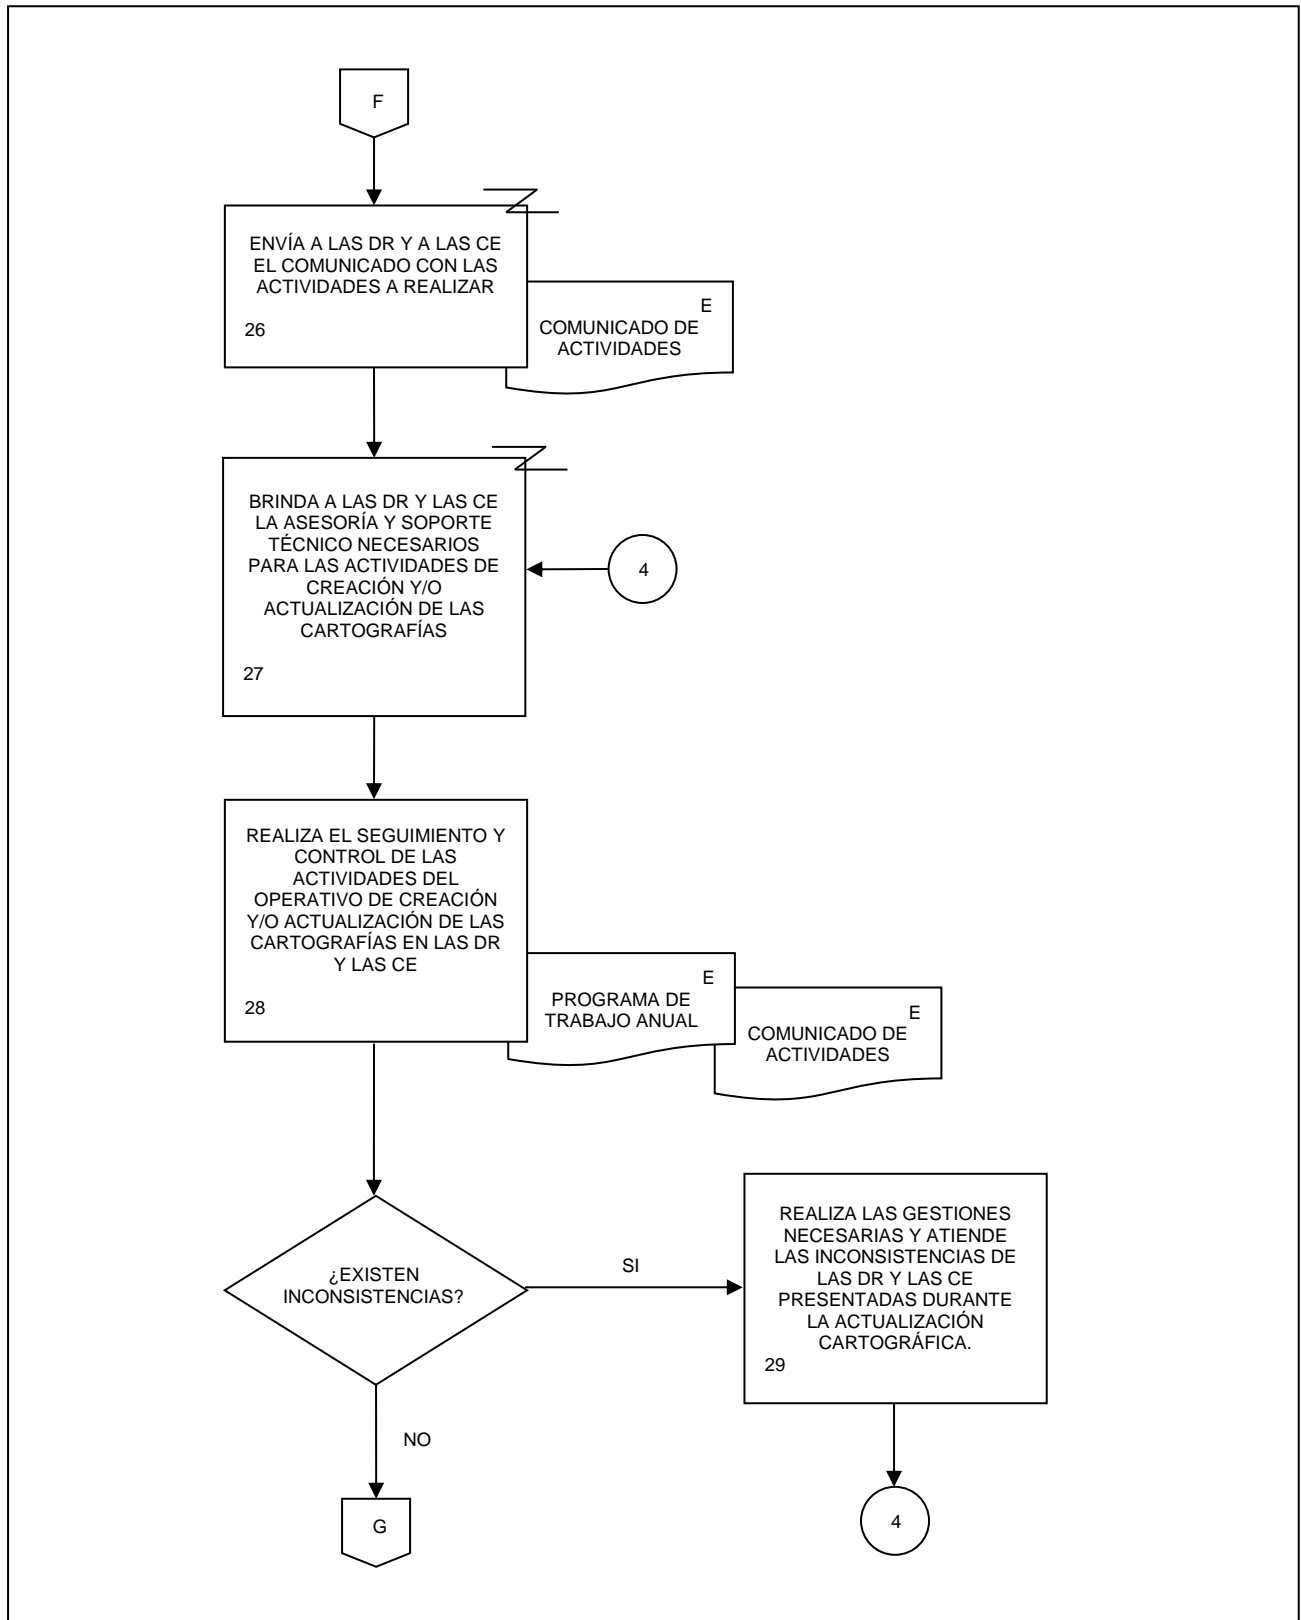 F
ENVÍA A LAS DR Y A LAS CE
EL COMUNICADO CON LAS
ACTIVIDADES A REALIZAR
26
E
COMUNICADO DE
ACTIVIDADES
BRINDA A LAS DR Y LAS CE
LA ASESORÍA Y SOPORTE
TÉCNICO NECESARIOS
PARA LAS ACTIVIDADES DE
CREACIÓN Y/O
ACTUALIZACIÓN DE LAS
CARTOGRAFÍAS
27
4
REALIZA EL SEGUIMIENTO Y
CONTROL DE LAS
ACTIVIDADES DEL
OPERATIVO DE CREACIÓN
Y/O ACTUALIZACIÓN DE LAS
CARTOGRAFÍAS EN LAS DR
Y LAS CE
28
E
PROGRAMA DE
TRABAJO ANUAL
E
COMUNICADO DE
ACTIVIDADES
¿EXISTEN
INCONSISTENCIAS?
SI
REALIZA LAS GESTIONES
NECESARIAS Y ATIENDE
LAS INCONSISTENCIAS DE
LAS DR Y LAS CE
PRESENTADAS DURANTE
LA ACTUALIZACIÓN
CARTOGRÁFICA.
29
NO
G
4